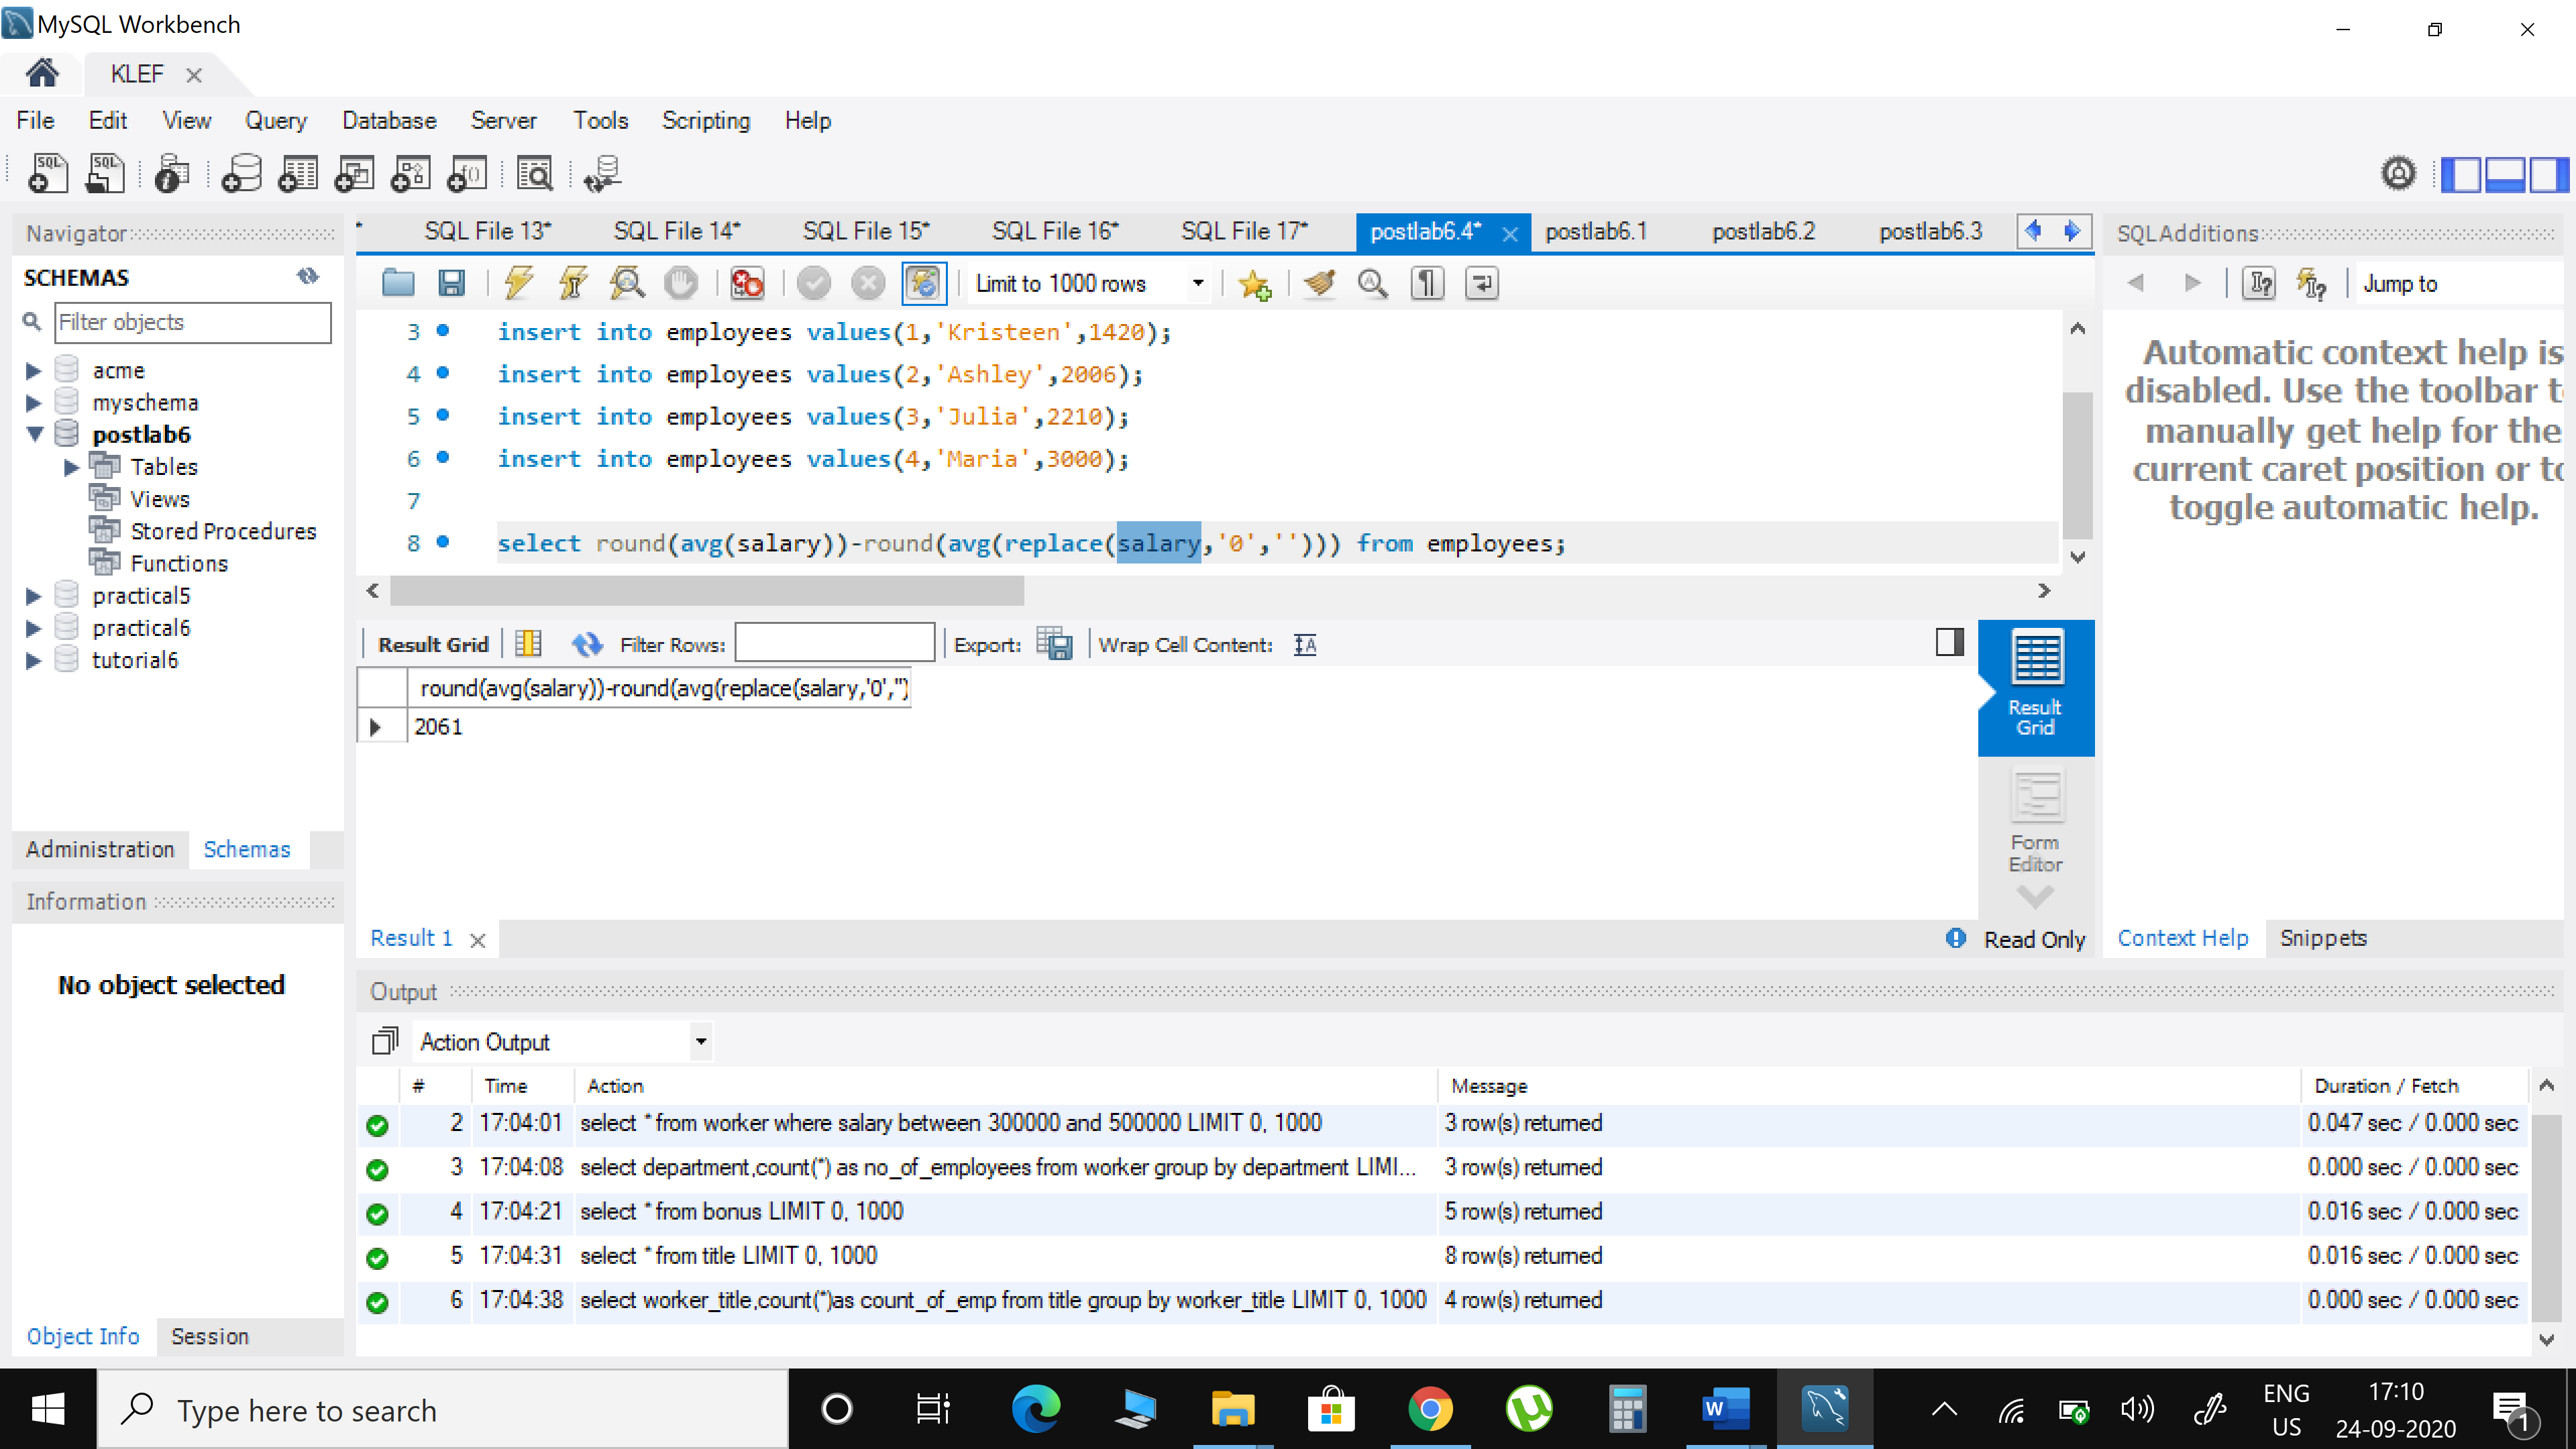 MySQL Workbench
KLEF
File Edit View Query Database Server Tools Scripting Help
Navigator
SCHEMAS
Filter objects
acme
myschema
postlab6
Tables
Views
Stored Procedures
Functions
practical5
practical6
tutorial6
Administration Schemas
Information
No object selected
Object Info Session
* SQL File 13* SQL File 14* SQL File 15* SQL File 16* SQL File 17* postlab6.4* postlab6.1 postlab6.2 postlab6.3
Limit to 1000 rows
3 insert into employees values(1,'Kristeen',1420);
4 insert into employees values(2,'Ashley',2006);
5 insert into employees values(3,'Julia',2210);
6 insert into employees values(4,'Maria',3000);
7
8 select round(avg(salary))-round(avg(replace(salary,'0',''))) from employees;
Result Grid Filter Rows: Export: Wrap Cell Content:
round(avg(salary))-round(avg(replace(salary,'0','')
2061
Result
Grid
Form
Editor
Result 1 Read Only
SQLAdditions
Jump to
Automatic context help is
disabled. Use the toolbar t
manually get help for the
current caret position or to
toggle automatic help.
Context Help Snippets
Output
Action Output
# Time Action Message Duration / Fetch
2 17:04:01 select * from worker where salary between 300000 and 500000 LIMIT 0, 1000 3 row(s) returned 0.047 sec / 0.000 sec
3 17:04:08 select department,count(*) as no_of_employees from worker group by department LIMI... 3 row(s) returned 0.000 sec / 0.000 sec
4 17:04:21 select * from bonus LIMIT 0, 1000 5 row(s) returned 0.016 sec / 0.000 sec
5 17:04:31 select * from title LIMIT 0, 1000 8 row(s) returned 0.016 sec / 0.000 sec
6 17:04:38 select worker_title,count(*)as count_of_emp from title group by worker_title LIMIT 0, 1000 4 row(s) returned 0.000 sec / 0.000 sec
Type here to search
ENG
US
17:10
24-09-2020
1